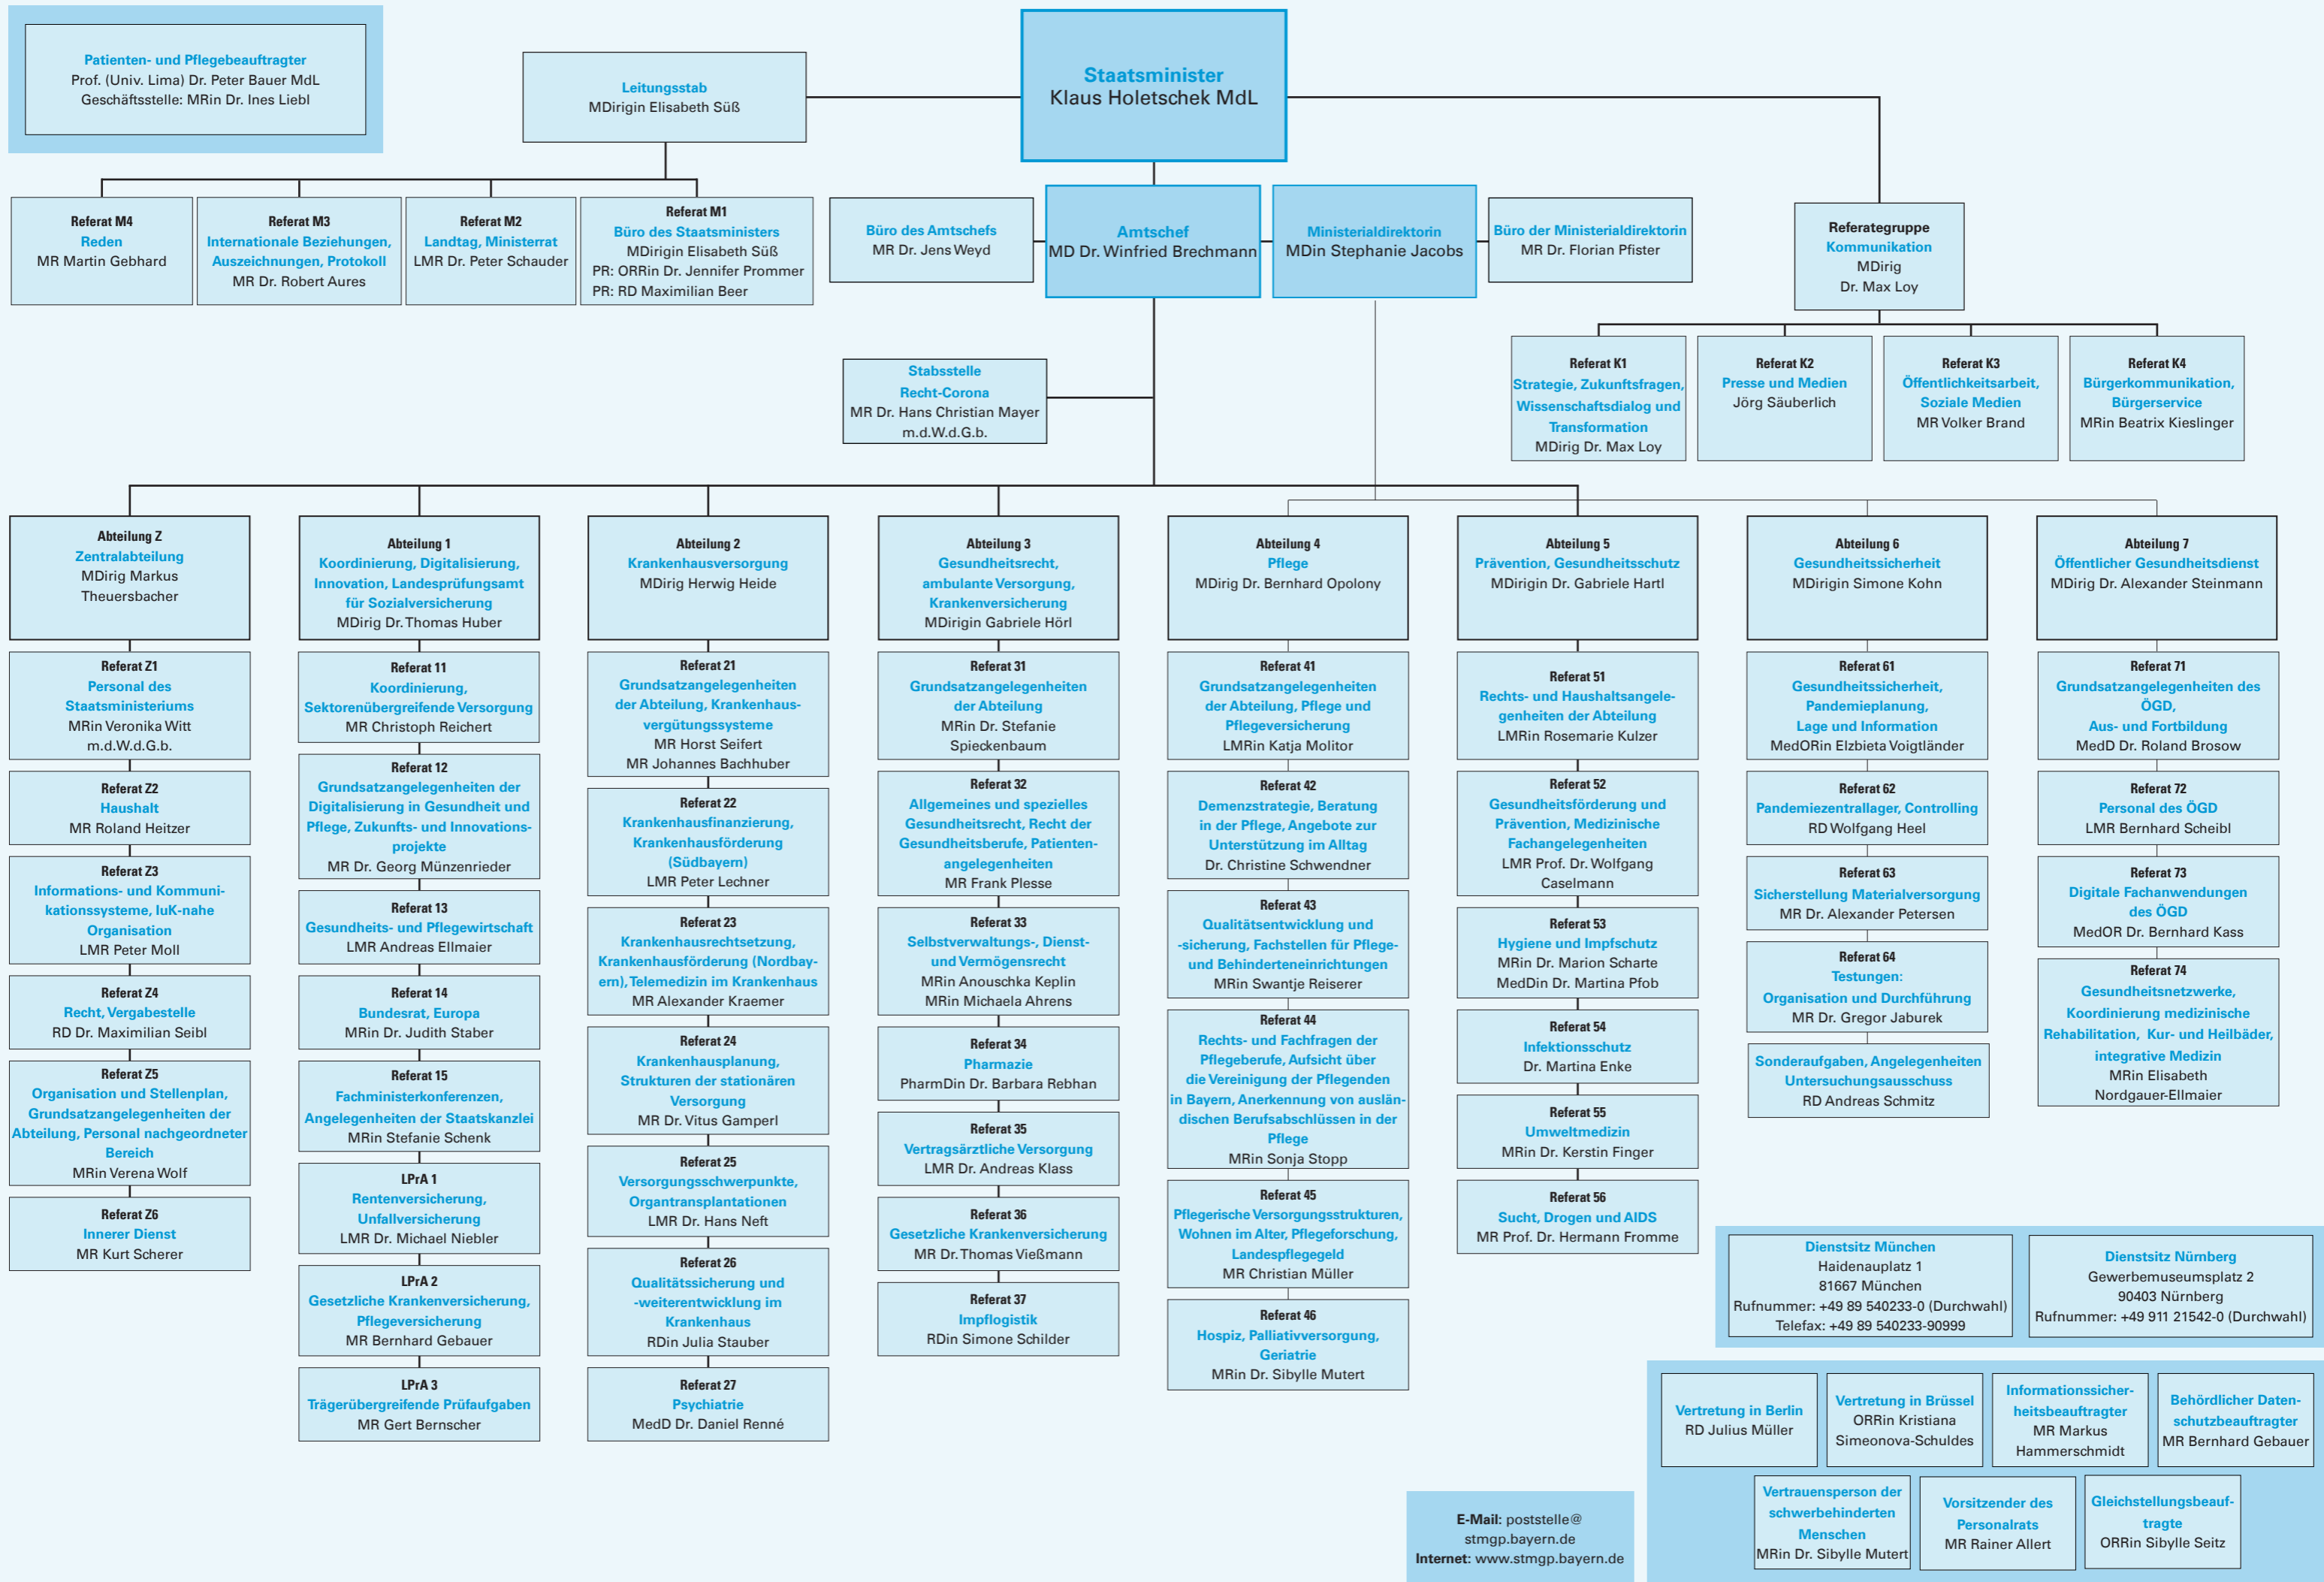 Patienten- und Pflegebeauftragter
Prof. (Univ. Lima) Dr. Peter Bauer MdL
Geschäftsstelle: MRin Dr. Ines Liebl
Leitungsstab
MDirigin Elisabeth Süß
Staatsminister
Klaus Holetschek MdL
Referat M4
Reden
MR Martin Gebhard
Referat M3
Internationale Beziehungen,
Auszeichnungen, Protokoll
MR Dr. Robert Aures
Referat M2
Landtag, Ministerrat
LMR Dr. Peter Schauder
Referat M1
Büro des Staatsministers
MDirigin Elisabeth Süß
PR: ORRin Dr. Jennifer Prommer
PR: RD Maximilian Beer
Büro des Amtschefs
MR Dr. Jens Weyd
Amtschef
MD Dr. Winfried Brechmann
Ministerialdirektorin
MDin Stephanie Jacobs
Büro der Ministerialdirektorin
MR Dr. Florian Pfister
Referategruppe
Kommunikation
MDirig
Dr. Max Loy
Stabsstelle
Recht-Corona
MR Dr. Hans Christian Mayer
m.d.W.d.G.b.
Referat K1
Strategie, Zukunftsfragen,
Wissenschaftsdialog und
Transformation
MDirig Dr. Max Loy
Referat K2
Presse und Medien
Jörg Säuberlich
Referat K3
Öffentlichkeitsarbeit,
Soziale Medien
MR Volker Brand
Referat K4
Bürgerkommunikation,
Bürgerservice
MRin Beatrix Kieslinger
Abteilung Z
Zentralabteilung
MDirig Markus
Theuersbacher
Referat Z1
Personal des
Staatsministeriums
MRin Veronika Witt
m.d.W.d.G.b.
Referat Z2
Haushalt
MR Roland Heitzer
Referat Z3
Informations- und Kommuni-
kationssysteme, IuK-nahe
Organisation
LMR Peter Moll
Referat Z4
Recht, Vergabestelle
RD Dr. Maximilian Seibl
Referat Z5
Organisation und Stellenplan,
Grundsatzangelegenheiten der
Abteilung, Personal nachgeordneter
Bereich
MRin Verena Wolf
Referat Z6
Innerer Dienst
MR Kurt Scherer
Abteilung 1
Koordinierung, Digitalisierung,
Innovation, Landesprüfungsamt
für Sozialversicherung
MDirig Dr. Thomas Huber
Referat 11
Koordinierung,
Sektorenübergreifende Versorgung
MR Christoph Reichert
Referat 12
Grundsatzangelegenheiten der
Digitalisierung in Gesundheit und
Pflege, Zukunfts- und Innovations-
projekte
MR Dr. Georg Münzenrieder
Referat 13
Gesundheits- und Pflegewirtschaft
LMR Andreas Ellmaier
Referat 14
Bundesrat, Europa
MRin Dr. Judith Staber
Referat 15
Fachministerkonferenzen,
Angelegenheiten der Staatskanzlei
MRin Stefanie Schenk
LPrA 1
Rentenversicherung,
Unfallversicherung
LMR Dr. Michael Niebler
LPrA 2
Gesetzliche Krankenversicherung,
Pflegeversicherung
MR Bernhard Gebauer
LPrA 3
Trägerübergreifende Prüfaufgaben
MR Gert Bernscher
Abteilung 2
Krankenhausversorgung
MDirig Herwig Heide
Referat 21
Grundsatzangelegenheiten
der Abteilung, Krankenhaus-
vergütungssysteme
MR Horst Seifert
MR Johannes Bachhuber
Referat 22
Krankenhausfinanzierung,
Krankenhausförderung
(Südbayern)
LMR Peter Lechner
Referat 23
Krankenhausrechtsetzung,
Krankenhausförderung (Nordbay-
ern), Telemedizin im Krankenhaus
MR Alexander Kraemer
Referat 24
Krankenhausplanung,
Strukturen der stationären
Versorgung
MR Dr. Vitus Gamperl
Referat 25
Versorgungsschwerpunkte,
Organtransplantationen
LMR Dr. Hans Neft
Referat 26
Qualitätssicherung und
-weiterentwicklung im
Krankenhaus
RDin Julia Stauber
Referat 27
Psychiatrie
MedD Dr. Daniel Renné
Abteilung 3
Gesundheitsrecht,
ambulante Versorgung,
Krankenversicherung
MDirigin Gabriele Hörl
Referat 31
Grundsatzangelegenheiten
der Abteilung
MRin Dr. Stefanie
Spieckenbaum
Referat 32
Allgemeines und spezielles
Gesundheitsrecht, Recht der
Gesundheitsberufe, Patienten-
angelegenheiten
MR Frank Plesse
Referat 33
Selbstverwaltungs-, Dienst-
und Vermögensrecht
MRin Anouschka Keplin
MRin Michaela Ahrens
Referat 34
Pharmazie
PharmDin Dr. Barbara Rebhan
Referat 35
Vertragsärztliche Versorgung
LMR Dr. Andreas Klass
Referat 36
Gesetzliche Krankenversicherung
MR Dr. Thomas Vießmann
Referat 37
Impflogistik
RDin Simone Schilder
Abteilung 4
Pflege
MDirig Dr. Bernhard Opolony
Referat 41
Grundsatzangelegenheiten
der Abteilung, Pflege und
Pflegeversicherung
LMRin Katja Molitor
Referat 42
Demenzstrategie, Beratung
in der Pflege, Angebote zur
Unterstützung im Alltag
Dr. Christine Schwendner
Referat 43
Qualitätsentwicklung und
-sicherung, Fachstellen für Pflege-
und Behinderteneinrichtungen
MRin Swantje Reiserer
Referat 44
Rechts- und Fachfragen der
Pflegeberufe, Aufsicht über
die Vereinigung der Pflegenden
in Bayern, Anerkennung von auslän-
dischen Berufsabschlüssen in der
Pflege
MRin Sonja Stopp
Referat 45
Pflegerische Versorgungsstrukturen,
Wohnen im Alter, Pflegeforschung,
Landespflegegeld
MR Christian Müller
Referat 46
Hospiz, Palliativversorgung,
Geriatrie
MRin Dr. Sibylle Mutert
Abteilung 5
Prävention, Gesundheitsschutz
MDirigin Dr. Gabriele Hartl
Referat 51
Rechts- und Haushaltsangele-
genheiten der Abteilung
LMRin Rosemarie Kulzer
Referat 52
Gesundheitsförderung und
Prävention, Medizinische
Fachangelegenheiten
LMR Prof. Dr. Wolfgang
Caselmann
Referat 53
Hygiene und Impfschutz
MRin Dr. Marion Scharte
MedDin Dr. Martina Pfob
Referat 54
Infektionsschutz
Dr. Martina Enke
Referat 55
Umweltmedizin
MRin Dr. Kerstin Finger
Referat 56
Sucht, Drogen und AIDS
MR Prof. Dr. Hermann Fromme
Abteilung 6
Gesundheitssicherheit
MDirigin Simone Kohn
Referat 61
Gesundheitssicherheit,
Pandemieplanung,
Lage und Information
MedORin Elzbieta Voigtländer
Referat 62
Pandemiezentrallager, Controlling
RD Wolfgang Heel
Referat 63
Sicherstellung Materialversorgung
MR Dr. Alexander Petersen
Referat 64
Testungen:
Organisation und Durchführung
MR Dr. Gregor Jaburek
Sonderaufgaben, Angelegenheiten
Untersuchungsausschuss
RD Andreas Schmitz
Abteilung 7
Öffentlicher Gesundheitsdienst
MDirig Dr. Alexander Steinmann
Referat 71
Grundsatzangelegenheiten des
ÖGD,
Aus- und Fortbildung
MedD Dr. Roland Brosow
Referat 72
Personal des ÖGD
LMR Bernhard Scheibl
Referat 73
Digitale Fachanwendungen
des ÖGD
MedOR Dr. Bernhard Kass
Referat 74
Gesundheitsnetzwerke,
Koordinierung medizinische
Rehabilitation, Kur- und Heilbäder,
integrative Medizin
MRin Elisabeth
Nordgauer-Ellmaier
Dienstsitz München
Haidenauplatz 1
81667 München
Rufnummer: +49 89 540233-0 (Durchwahl)
Telefax: +49 89 540233-90999
Dienstsitz Nürnberg
Gewerbemuseumsplatz 2
90403 Nürnberg
Rufnummer: +49 911 21542-0 (Durchwahl)
Vertretung in Berlin
RD Julius Müller
Vertretung in Brüssel
ORRin Kristiana
Simeonova-Schuldes
Informationssicher-
heitsbeauftragter
MR Markus
Hammerschmidt
Behördlicher Daten-
schutzbeauftragter
MR Bernhard Gebauer
Vertrauensperson der
schwerbehinderten
Menschen
MRin Dr. Sibylle Mutert
Vorsitzender des
Personalrats
MR Rainer Allert
Gleichstellungsbeauf-
tragte
ORRin Sibylle Seitz
E-Mail: poststelle@
stmgp.bayern.de
Internet: www.stmgp.bayern.de